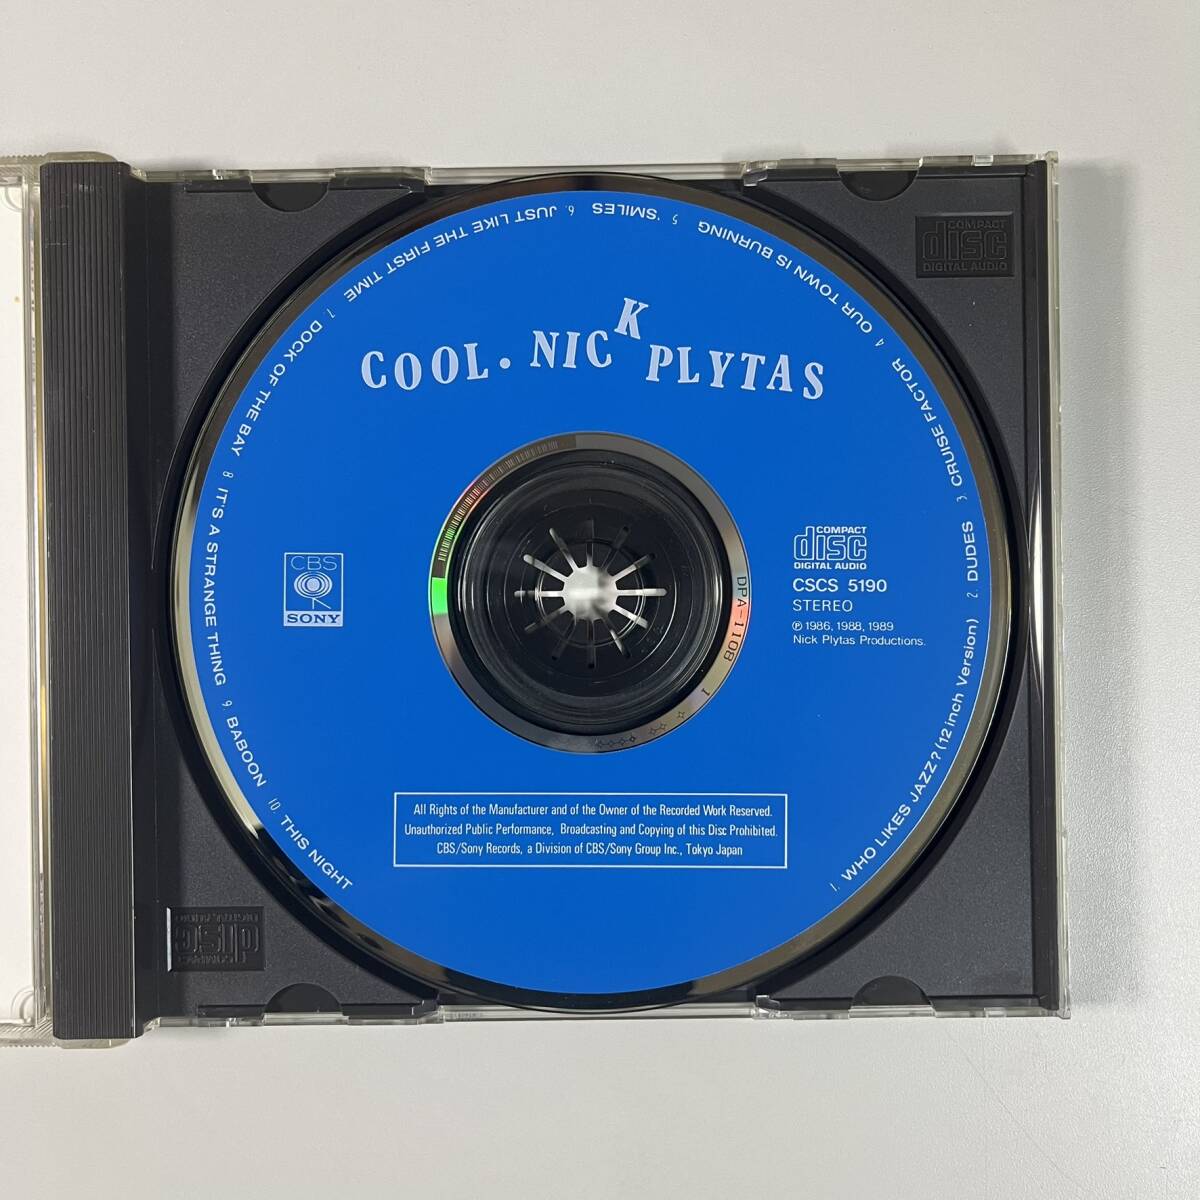 COOL. NICK PLYTAS
1. WHO LIKES JAZZ? (12 inch Version) 2 DUDES 3 CRUISE FACTOR 4 OUR TOWN IS BURNING 5 'SMILES 6. JUST LIKE THE FIRST TIME 7. DOCK OF THE BAY 8 IT'S A STRANGE THING 9. BABOON 10. THIS NIGHT
CBS
SONY
COMPACT
disc
DIGITAL AUDIO
CSCS 5190
STEREO
℗ 1986, 1988, 1989
Nick Plytas Productions.
DPA-1108 1
All Rights of the Manufacturer and of the Owner of the Recorded Work Reserved.
Unauthorized Public Performance, Broadcasting and Copying of this Disc Prohibited.
CBS/Sony Records, a Division of CBS/Sony Group Inc., Tokyo Japan
COMPACT
disc
DIGITAL AUDIO
COMPACT
disc
DIGITAL AUDIO